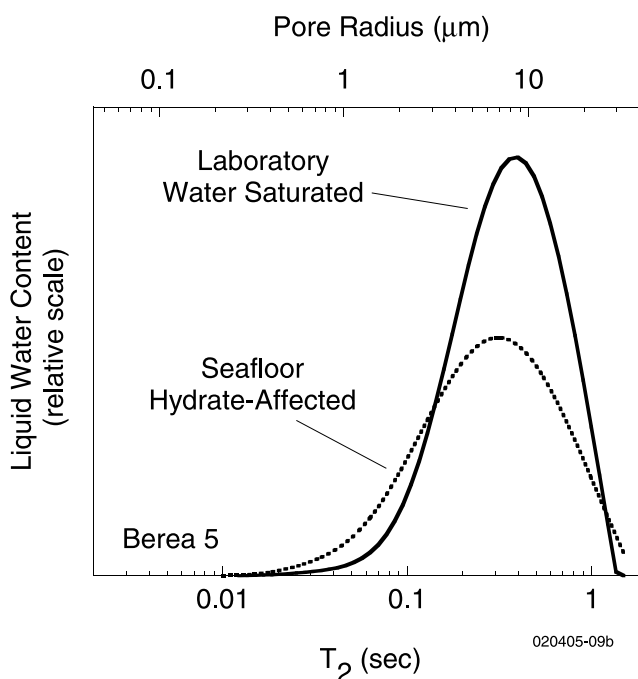 Pore Radius (μm)
0.1 1 10
Laboratory
Water Saturated
Seafloor
Hydrate-Affected
Liquid Water Content
(relative scale)
Berea 5
0.01 0.1 1
T2 (sec)
020405-09b